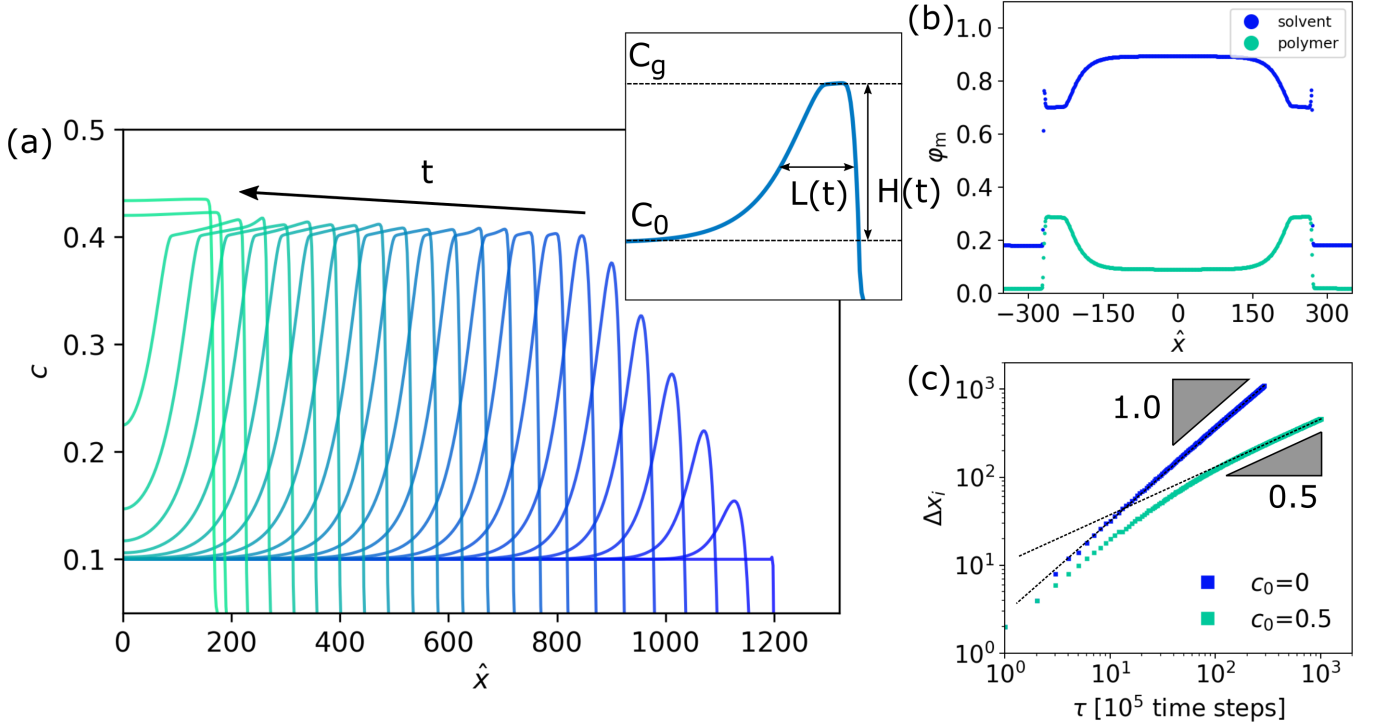 (a)
0.5
0.4
0.3
0.2
0.1
c
0
200
400
600
800
1000
1200
x̂
t
C_g
C_0
L(t)
H(t)
(b)
1.0
0.8
0.6
0.4
0.2
0.0
φ_m
solvent
polymer
−300
−150
0
150
300
x̂
(c)
10^3
10^2
10^1
10^0
Δx_i
1.0
0.5
c_0=0
c_0=0.5
10^0
10^1
10^2
10^3
τ [10^5 time steps]